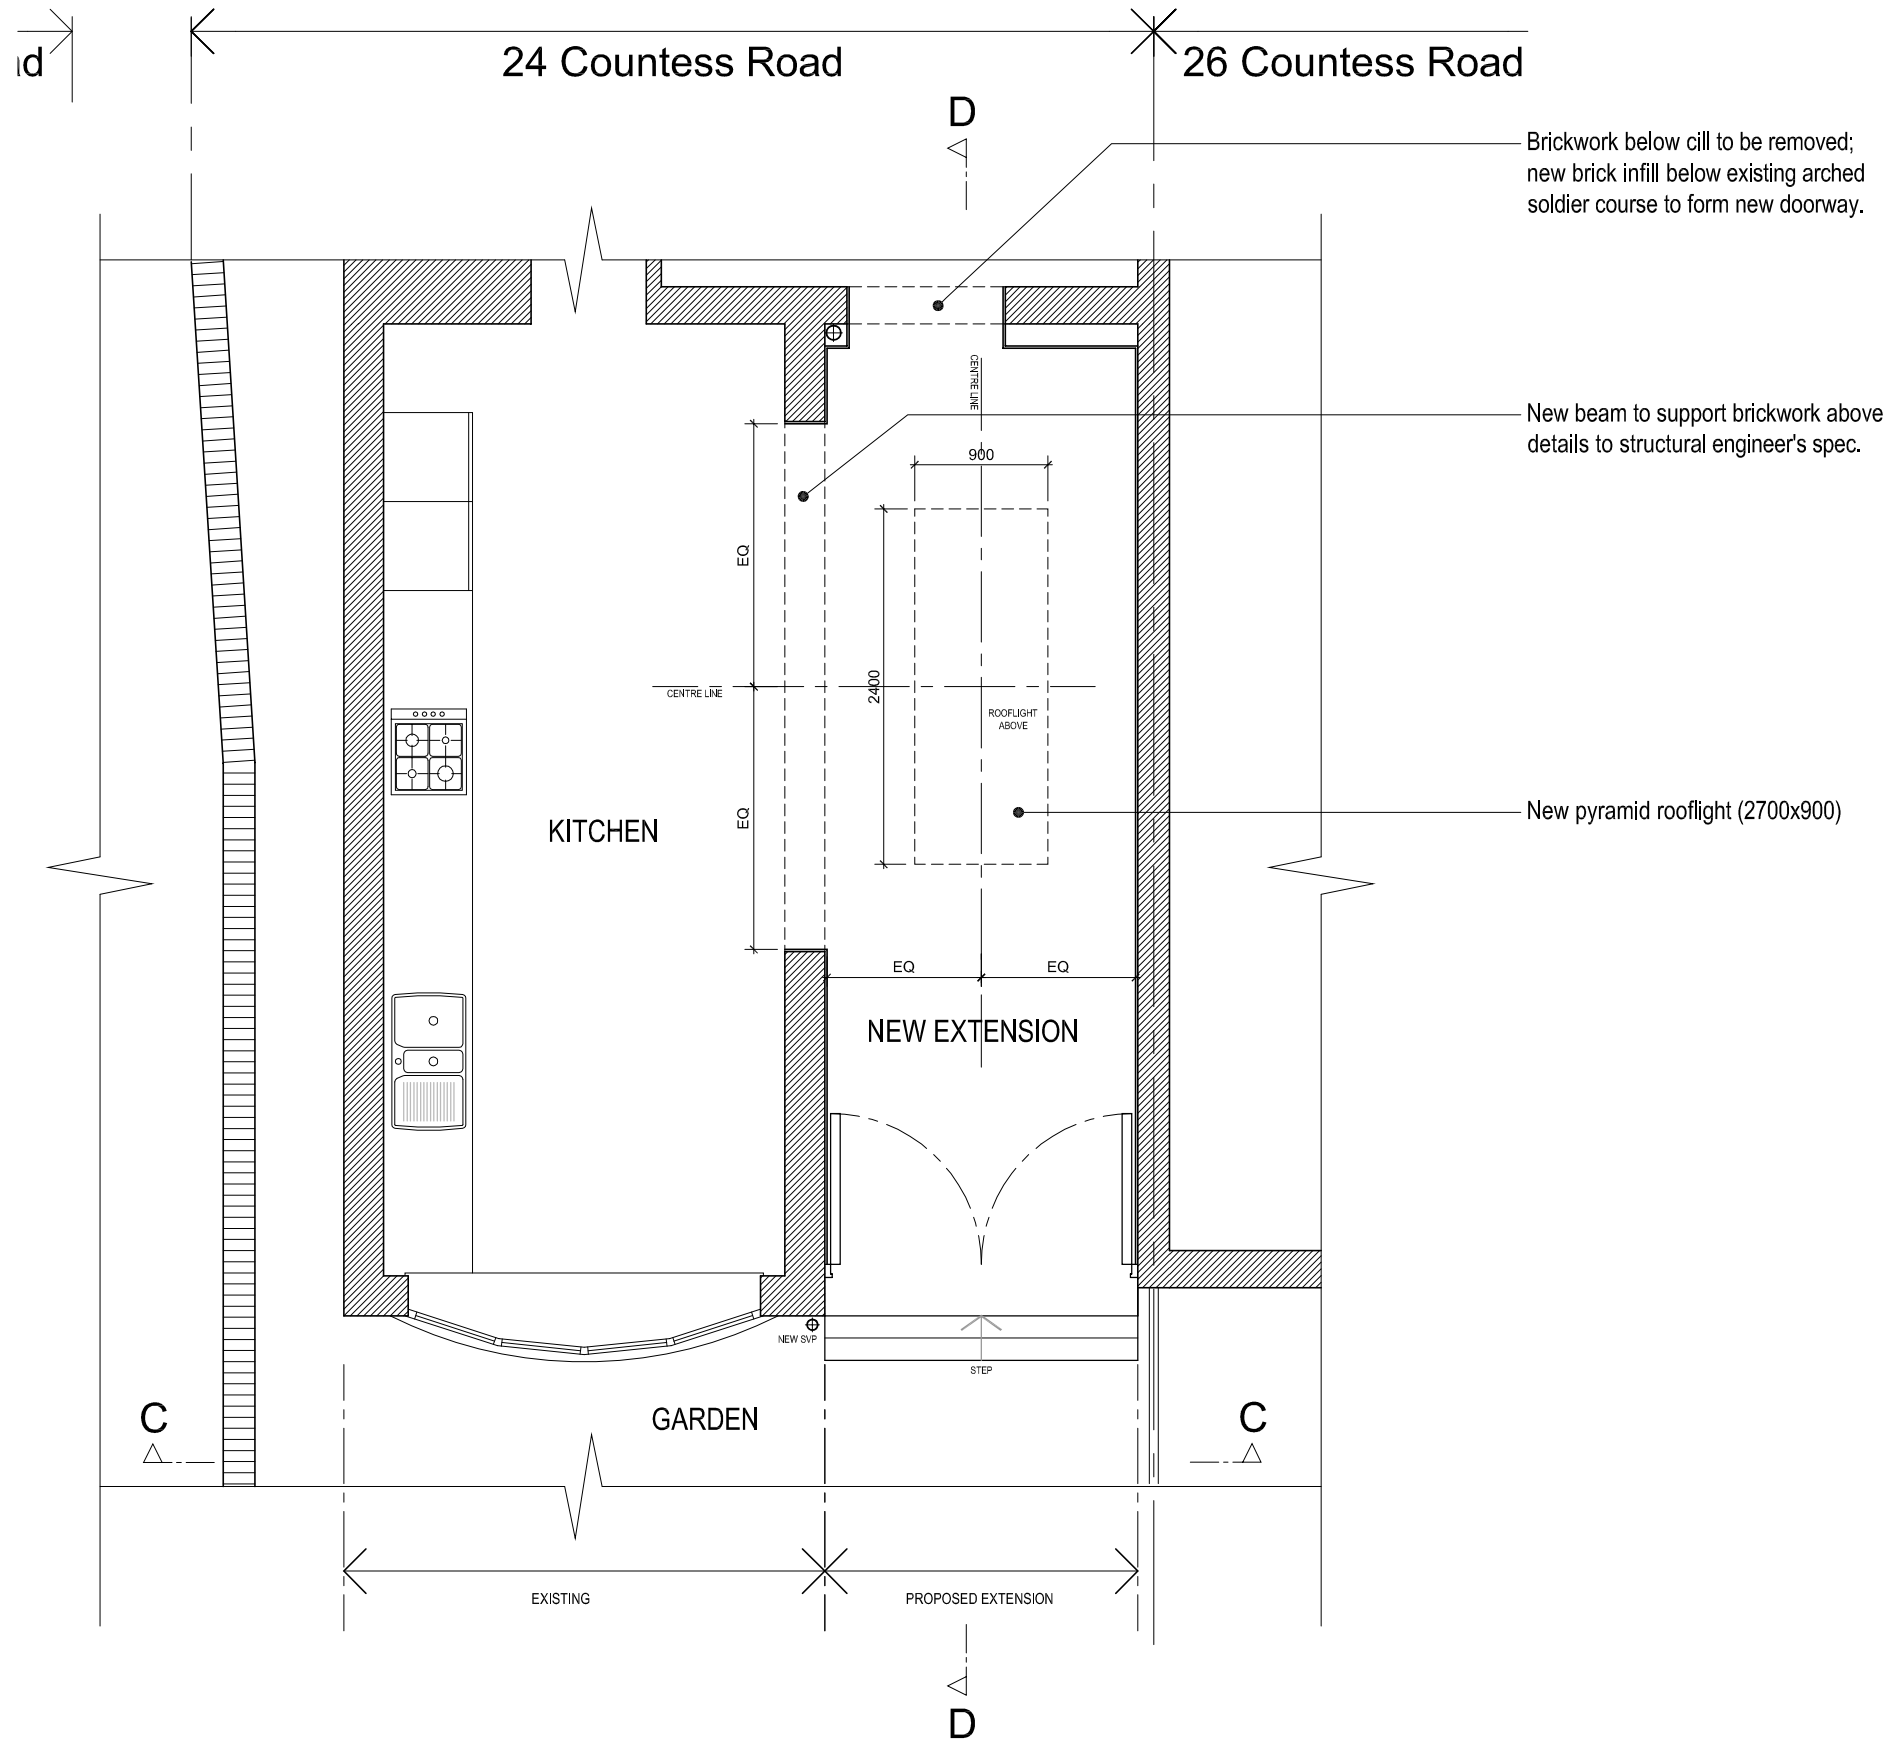 24 Countess Road
26 Countess Road
D
Brickwork below cill to be removed;
new brick infill below existing arched
soldier course to form new doorway.
CENTRE LINE
New beam to support brickwork above
details to structural engineer's spec.
900
EQ
2400
CENTRE LINE
ROOFLIGHT
ABOVE
New pyramid rooflight (2700x900)
EQ
KITCHEN
EQ
EQ
NEW EXTENSION
NEW SVP
STEP
C
GARDEN
C
EXISTING
PROPOSED EXTENSION
D